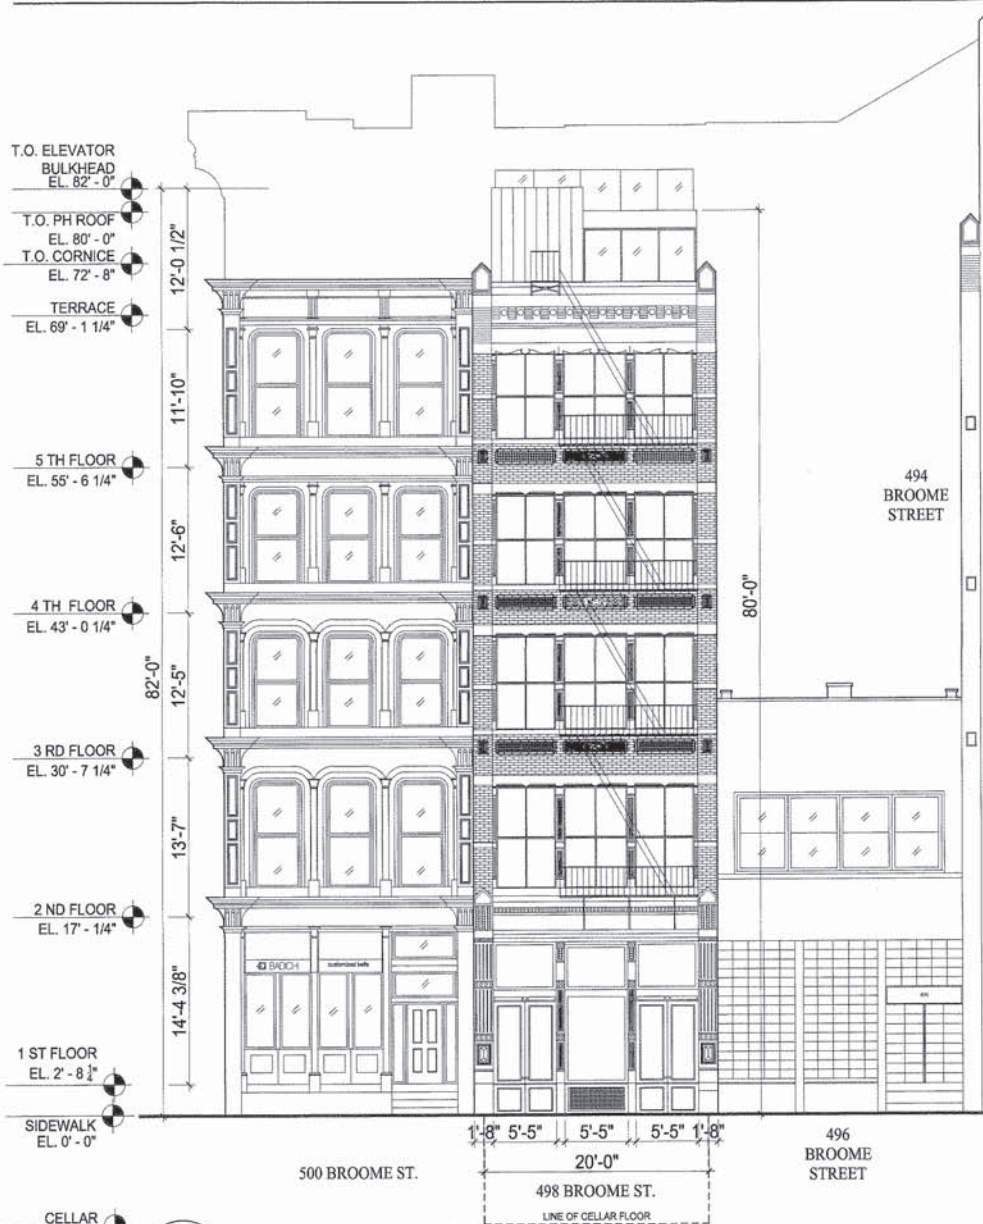 T.O. ELEVATOR
BULKHEAD
EL. 82' - 0"
T.O. PH ROOF
EL. 80' - 0"
T.O. CORNICE
EL. 72' - 8"
TERRACE
EL. 69' - 1 1/4"
5 TH FLOOR
EL. 55' - 6 1/4"
4 TH FLOOR
EL. 43' - 0 1/4"
3 RD FLOOR
EL. 30' - 7 1/4"
2 ND FLOOR
EL. 17' - 1/4"
1 ST FLOOR
EL. 2' - 8 1/4"
SIDEWALK
EL. 0' - 0"
CELLAR
82'-0"
12'-0 1/2"
11'-10"
12'-6"
12'-5"
13'-7"
14'-4 3/8"
BADICHI
customized belts
80'-0"
494
BROOME
STREET
496
1'-8" 5'-5" 5'-5" 5'-5" 1'-8"
20'-0"
500 BROOME ST.
498 BROOME ST.
LINE OF CELLAR FLOOR
496
BROOME
STREET